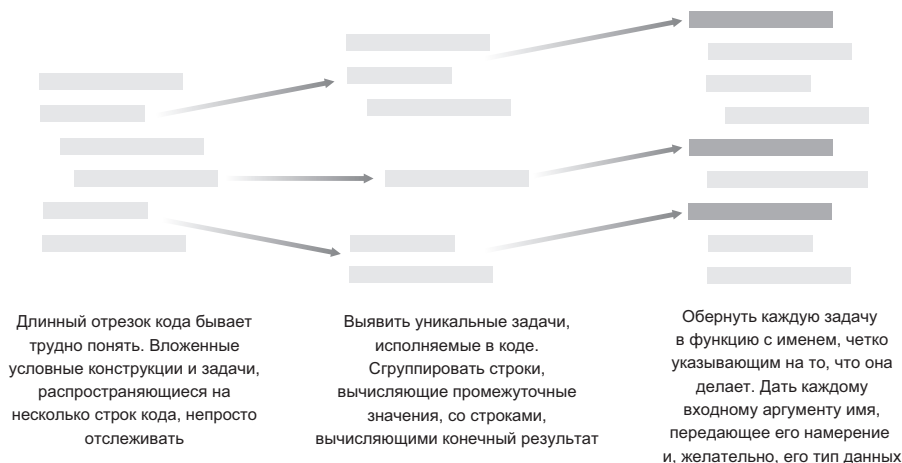 Длинный отрезок кода бывает
трудно понять. Вложенные
условные конструкции и задачи,
распространяющиеся на
несколько строк кода, непросто
отслеживать
Выявить уникальные задачи,
исполняемые в коде.
Сгруппировать строки,
вычисляющие промежуточные
значения, со строками,
вычисляющими конечный результат
Обернуть каждую задачу
в функцию с именем, четко
указывающим на то, что она
делает. Дать каждому
входному аргументу имя,
передающее его намерение
и, желательно, его тип данных